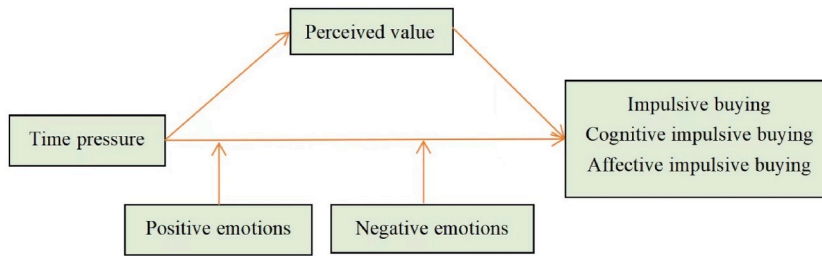 Perceived value
Time pressure
Impulsive buying
Cognitive impulsive buying
Affective impulsive buying
Positive emotions
Negative emotions